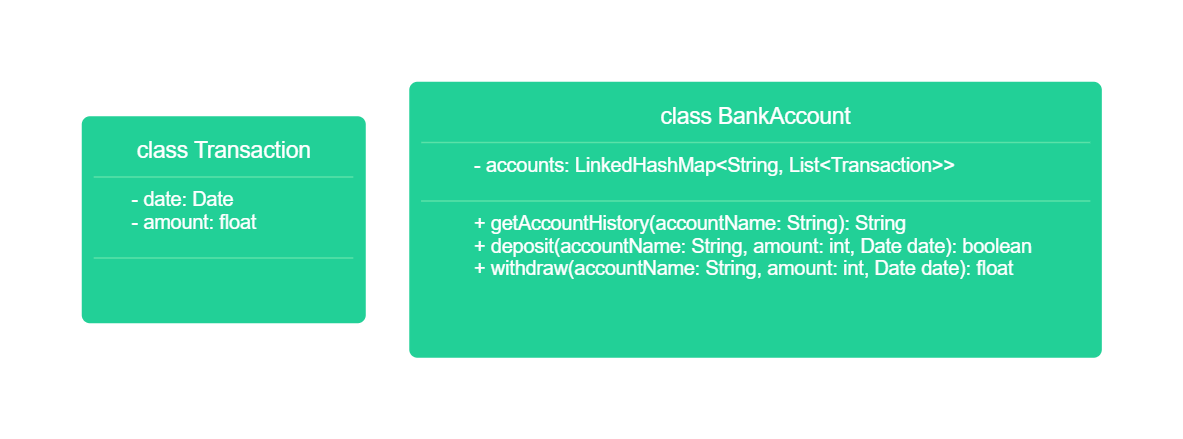 class Transaction
- date: Date
- amount: float
class BankAccount
- accounts: LinkedHashMap<String, List<Transaction>>
+ getAccountHistory(accountName: String): String
+ deposit(accountName: String, amount: int, Date date): boolean
+ withdraw(accountName: String, amount: int, Date date): float